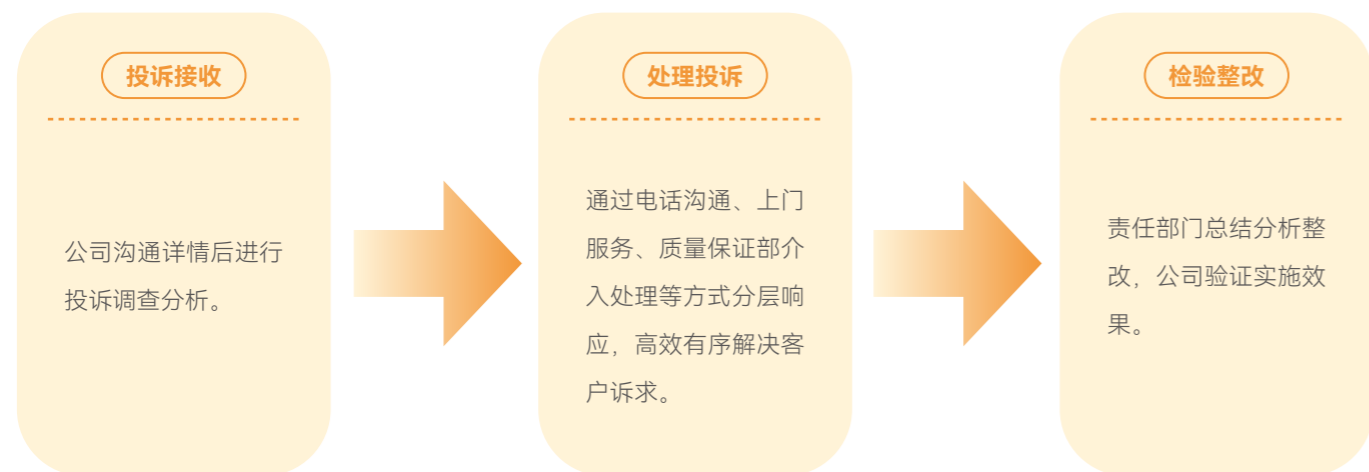 投诉接收
公司沟通详情后进行
投诉调查分析。
处理投诉
通过电话沟通、上门
服务、质量保证部介
入处理等方式分层响
应，高效有序解决客
户诉求。
检验整改
责任部门总结分析整
改，公司验证实施效
果。